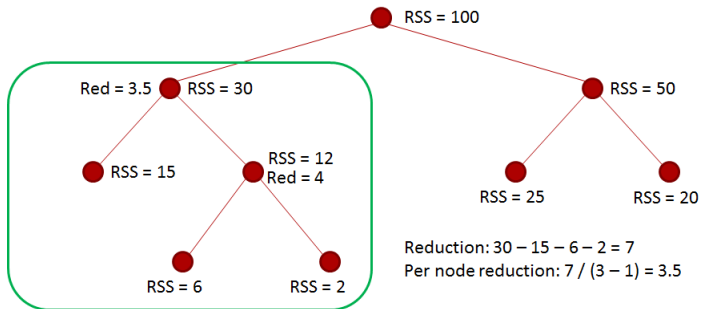 RSS = 100
Red = 3.5
RSS = 30
RSS = 50
RSS = 15
RSS = 12
Red = 4
RSS = 25
RSS = 20
Reduction: 30 – 15 – 6 – 2 = 7
Per node reduction: 7 / (3 – 1) = 3.5
RSS = 6
RSS = 2